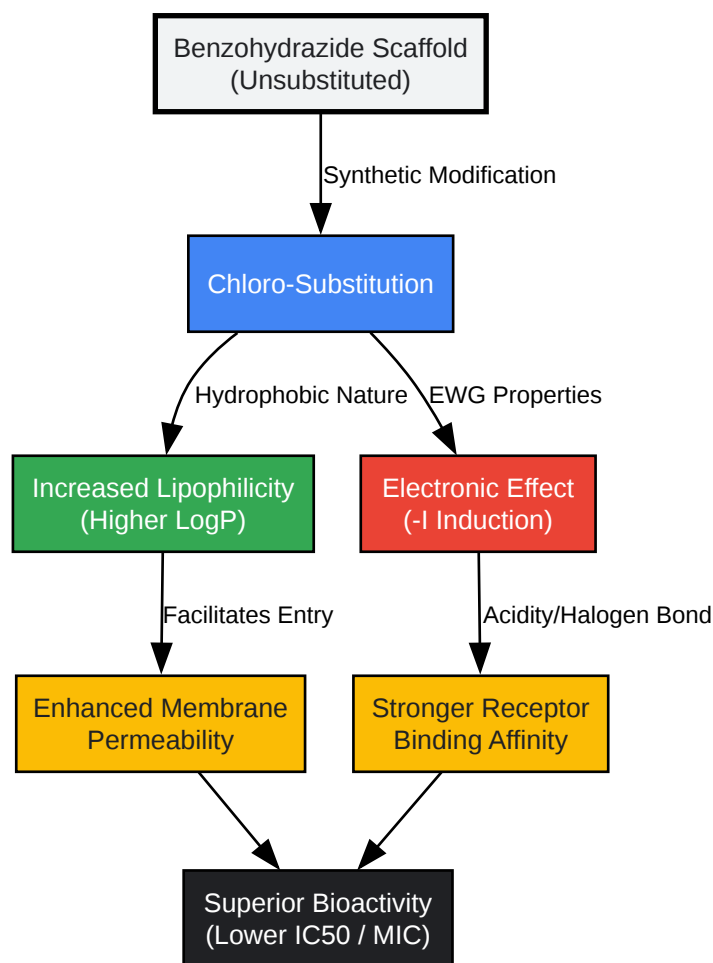 Benzohydrazide Scaffold
(Unsubstituted)
Synthetic Modification
Chloro-Substitution
Hydrophobic Nature
EWG Properties
Increased Lipophilicity
(Higher LogP)
Electronic Effect
(-I Induction)
Facilitates Entry
Acidity/Halogen Bond
Enhanced Membrane
Permeability
Stronger Receptor
Binding Affinity
Superior Bioactivity
(Lower IC50 / MIC)